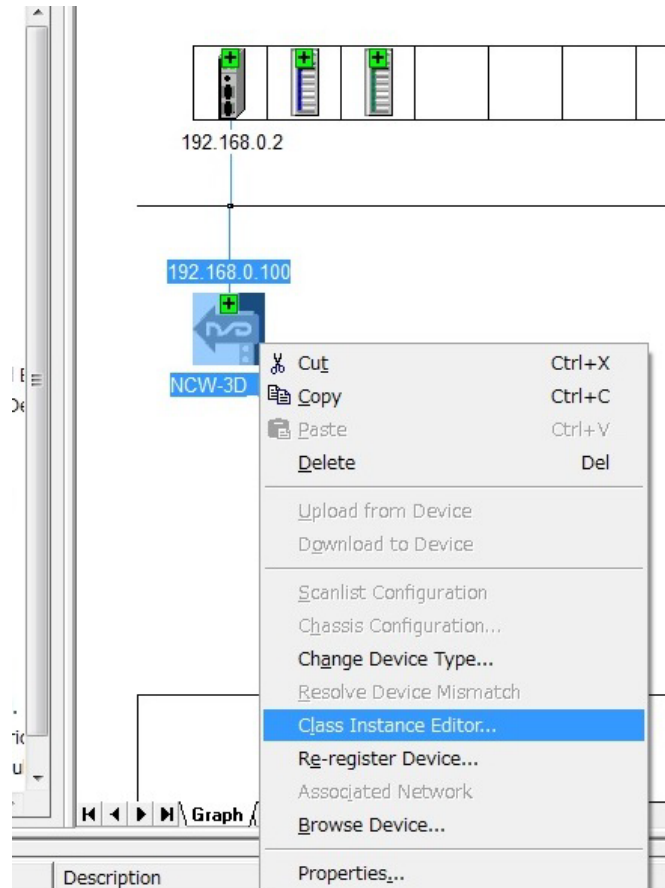 192.168.0.2
192.168.0.100
NCW-3D_
Cut Ctrl+X
Copy Ctrl+C
Paste Ctrl+V
Delete Del
Upload from Device
Download to Device
Scanlist Configuration
Chassis Configuration...
Change Device Type...
Resolve Device Mismatch
Class Instance Editor...
Re-register Device...
Associated Network
Browse Device...
Properties...
Graph
Description